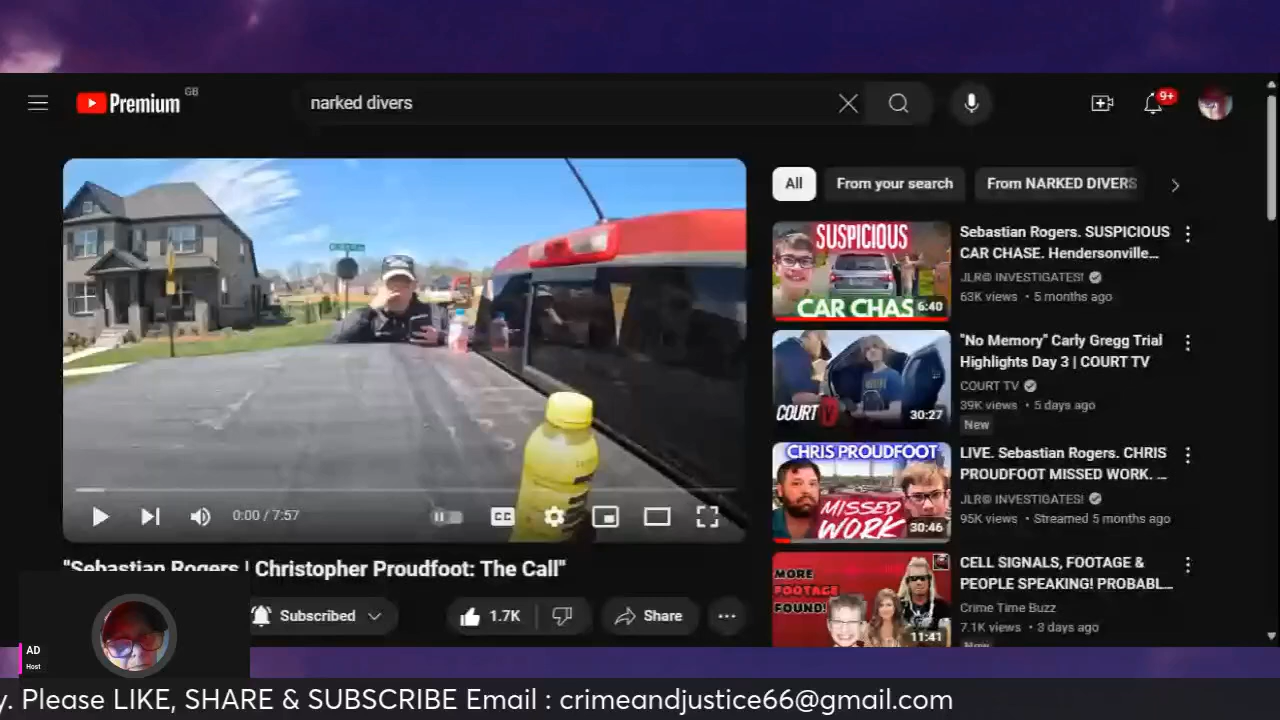 Premium GB
narked divers
9+
All
From your search
From NARKED DIVERS
SUSPICIOUS
CAR CHAS
6:40
Sebastian Rogers. SUSPICIOUS
CAR CHASE. Hendersonville...
JLR© INVESTIGATES!
63K views • 5 months ago
COURT
30:27
"No Memory" Carly Gregg Trial
Highlights Day 3 | COURT TV
COURT TV
39K views • 5 days ago
New
CHRIS PROUDFOOT
MISSED
WORK
30:46
LIVE. Sebastian Rogers. CHRIS
PROUDFOOT MISSED WORK. ...
JLR© INVESTIGATES!
95K views • Streamed 5 months ago
MORE
FOOTAGE
FOUND!
11:41
CELL SIGNALS, FOOTAGE &
PEOPLE SPEAKING! PROBABL...
Crime Time Buzz
7.1K views • 3 days ago
New
0:00 / 7:57
CC
"Sebastian Rogers | Christopher Proudfoot: The Call"
Subscribed
1.7K
Share
AD
Host
y. Please LIKE, SHARE & SUBSCRIBE Email : crimeandjustice66@gmail.com